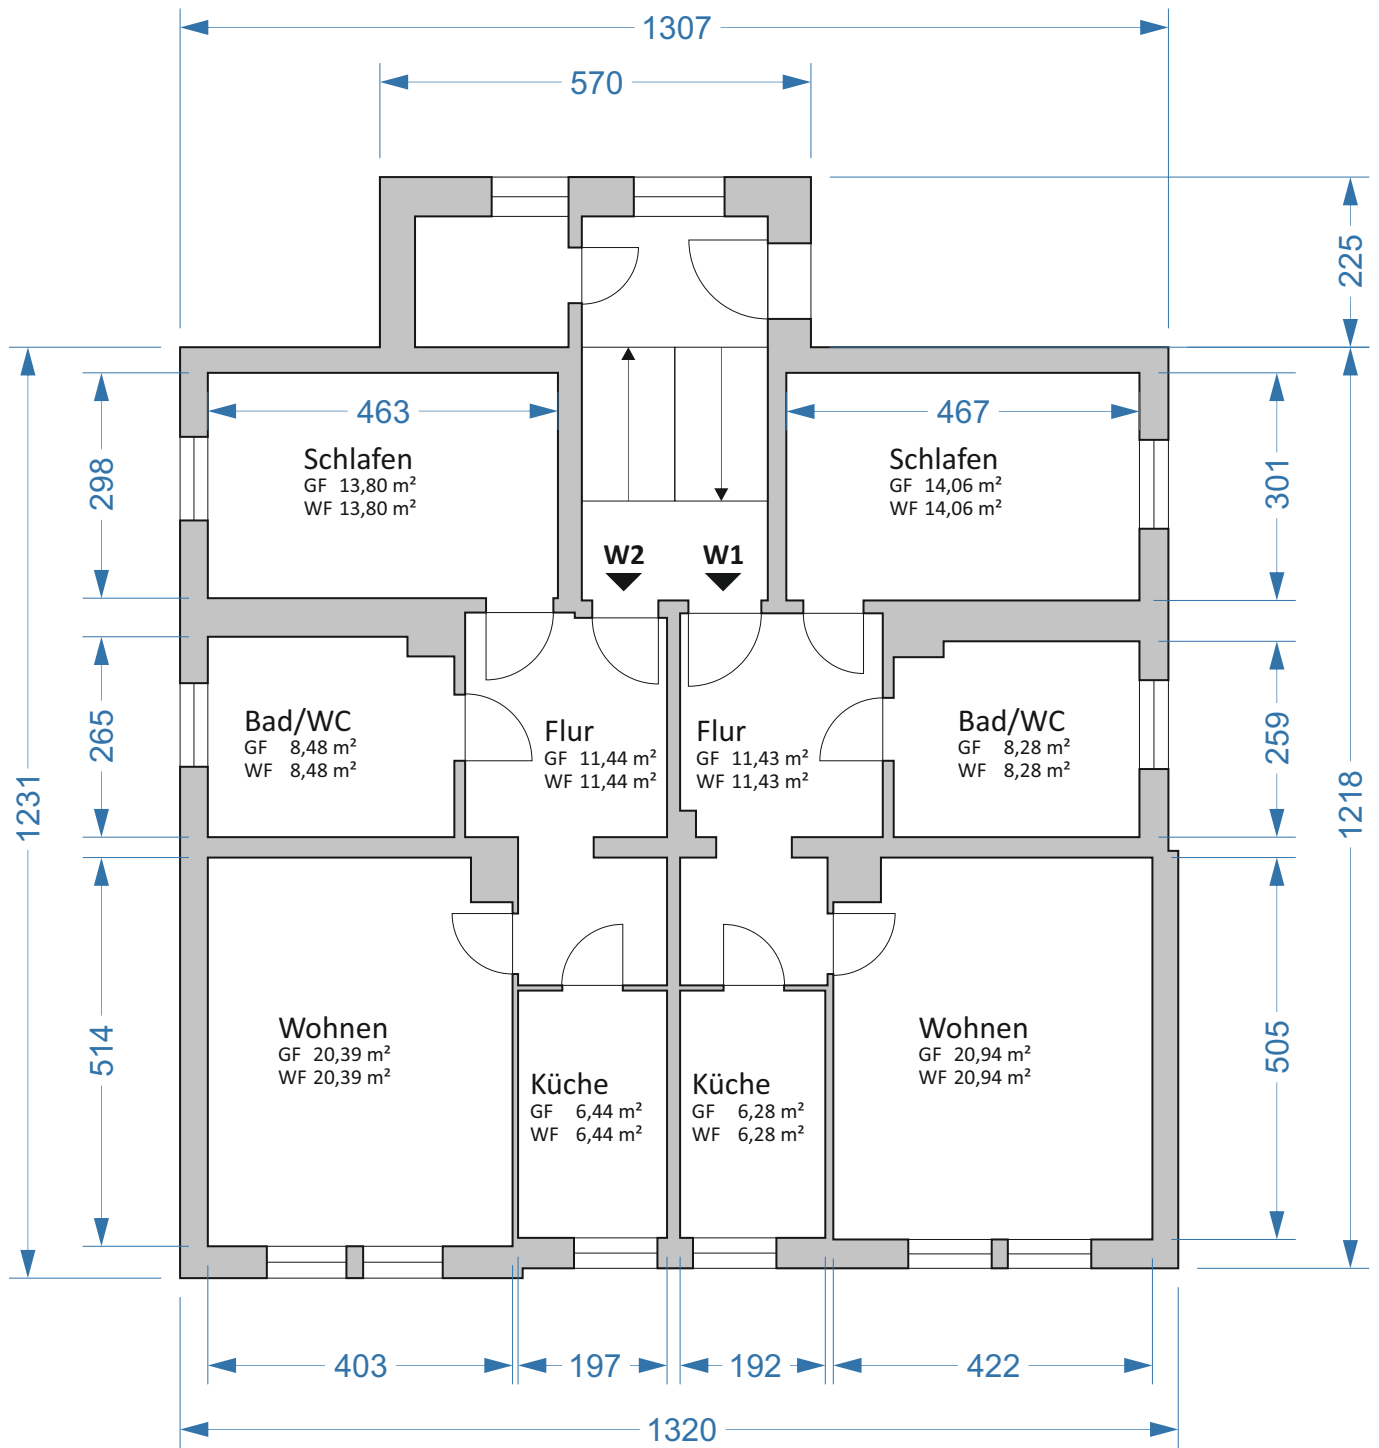 1307
570
225
463
467
Schlafen
GF 13,80 m²
WF 13,80 m²
Schlafen
GF 14,06 m²
WF 14,06 m²
298
301
W2
W1
Bad/WC
GF 8,48 m²
WF 8,48 m²
Flur
GF 11,44 m²
WF 11,44 m²
Flur
GF 11,43 m²
WF 11,43 m²
Bad/WC
GF 8,28 m²
WF 8,28 m²
265
259
1231
1218
Wohnen
GF 20,39 m²
WF 20,39 m²
Küche
GF 6,44 m²
WF 6,44 m²
Küche
GF 6,28 m²
WF 6,28 m²
Wohnen
GF 20,94 m²
WF 20,94 m²
514
505
403
197
192
422
1320